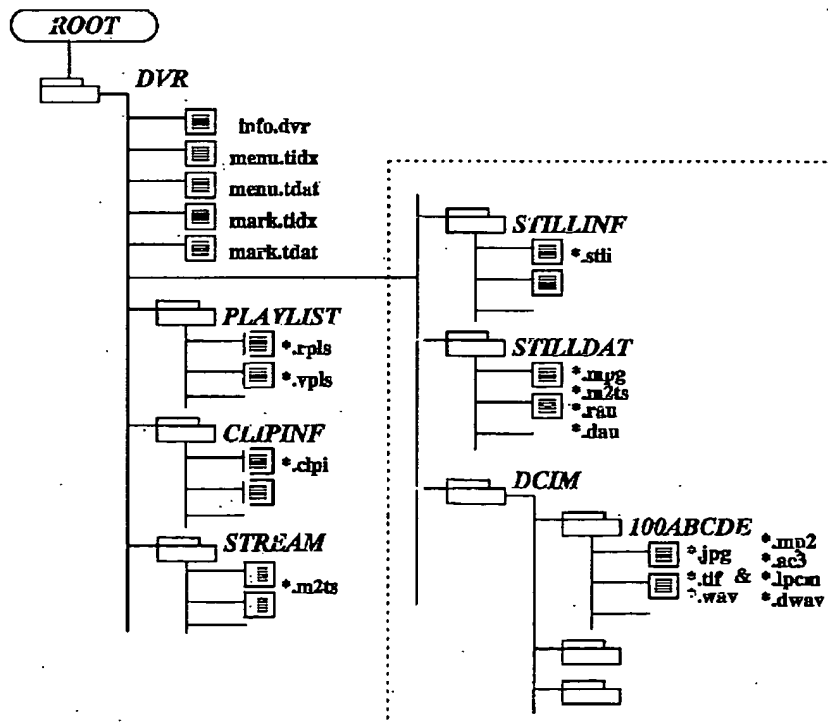 ROOT
DVR
info.dvr
menu.tidx
menu.tdat
mark.tidx
mark.tdat
PLAYLIST
*.rpls
*.vpls
CLIPINF
*.clpi
STREAM
*.m2ts
STILLINF
*.stli
STILLDAT
*.mpg
*.m2ts
*.rau
*.dau
DCIM
100ABCDE
*.jpg
*.tif &
*.wav
*.mp2
*.ac3
*.lpcm
*.dwav